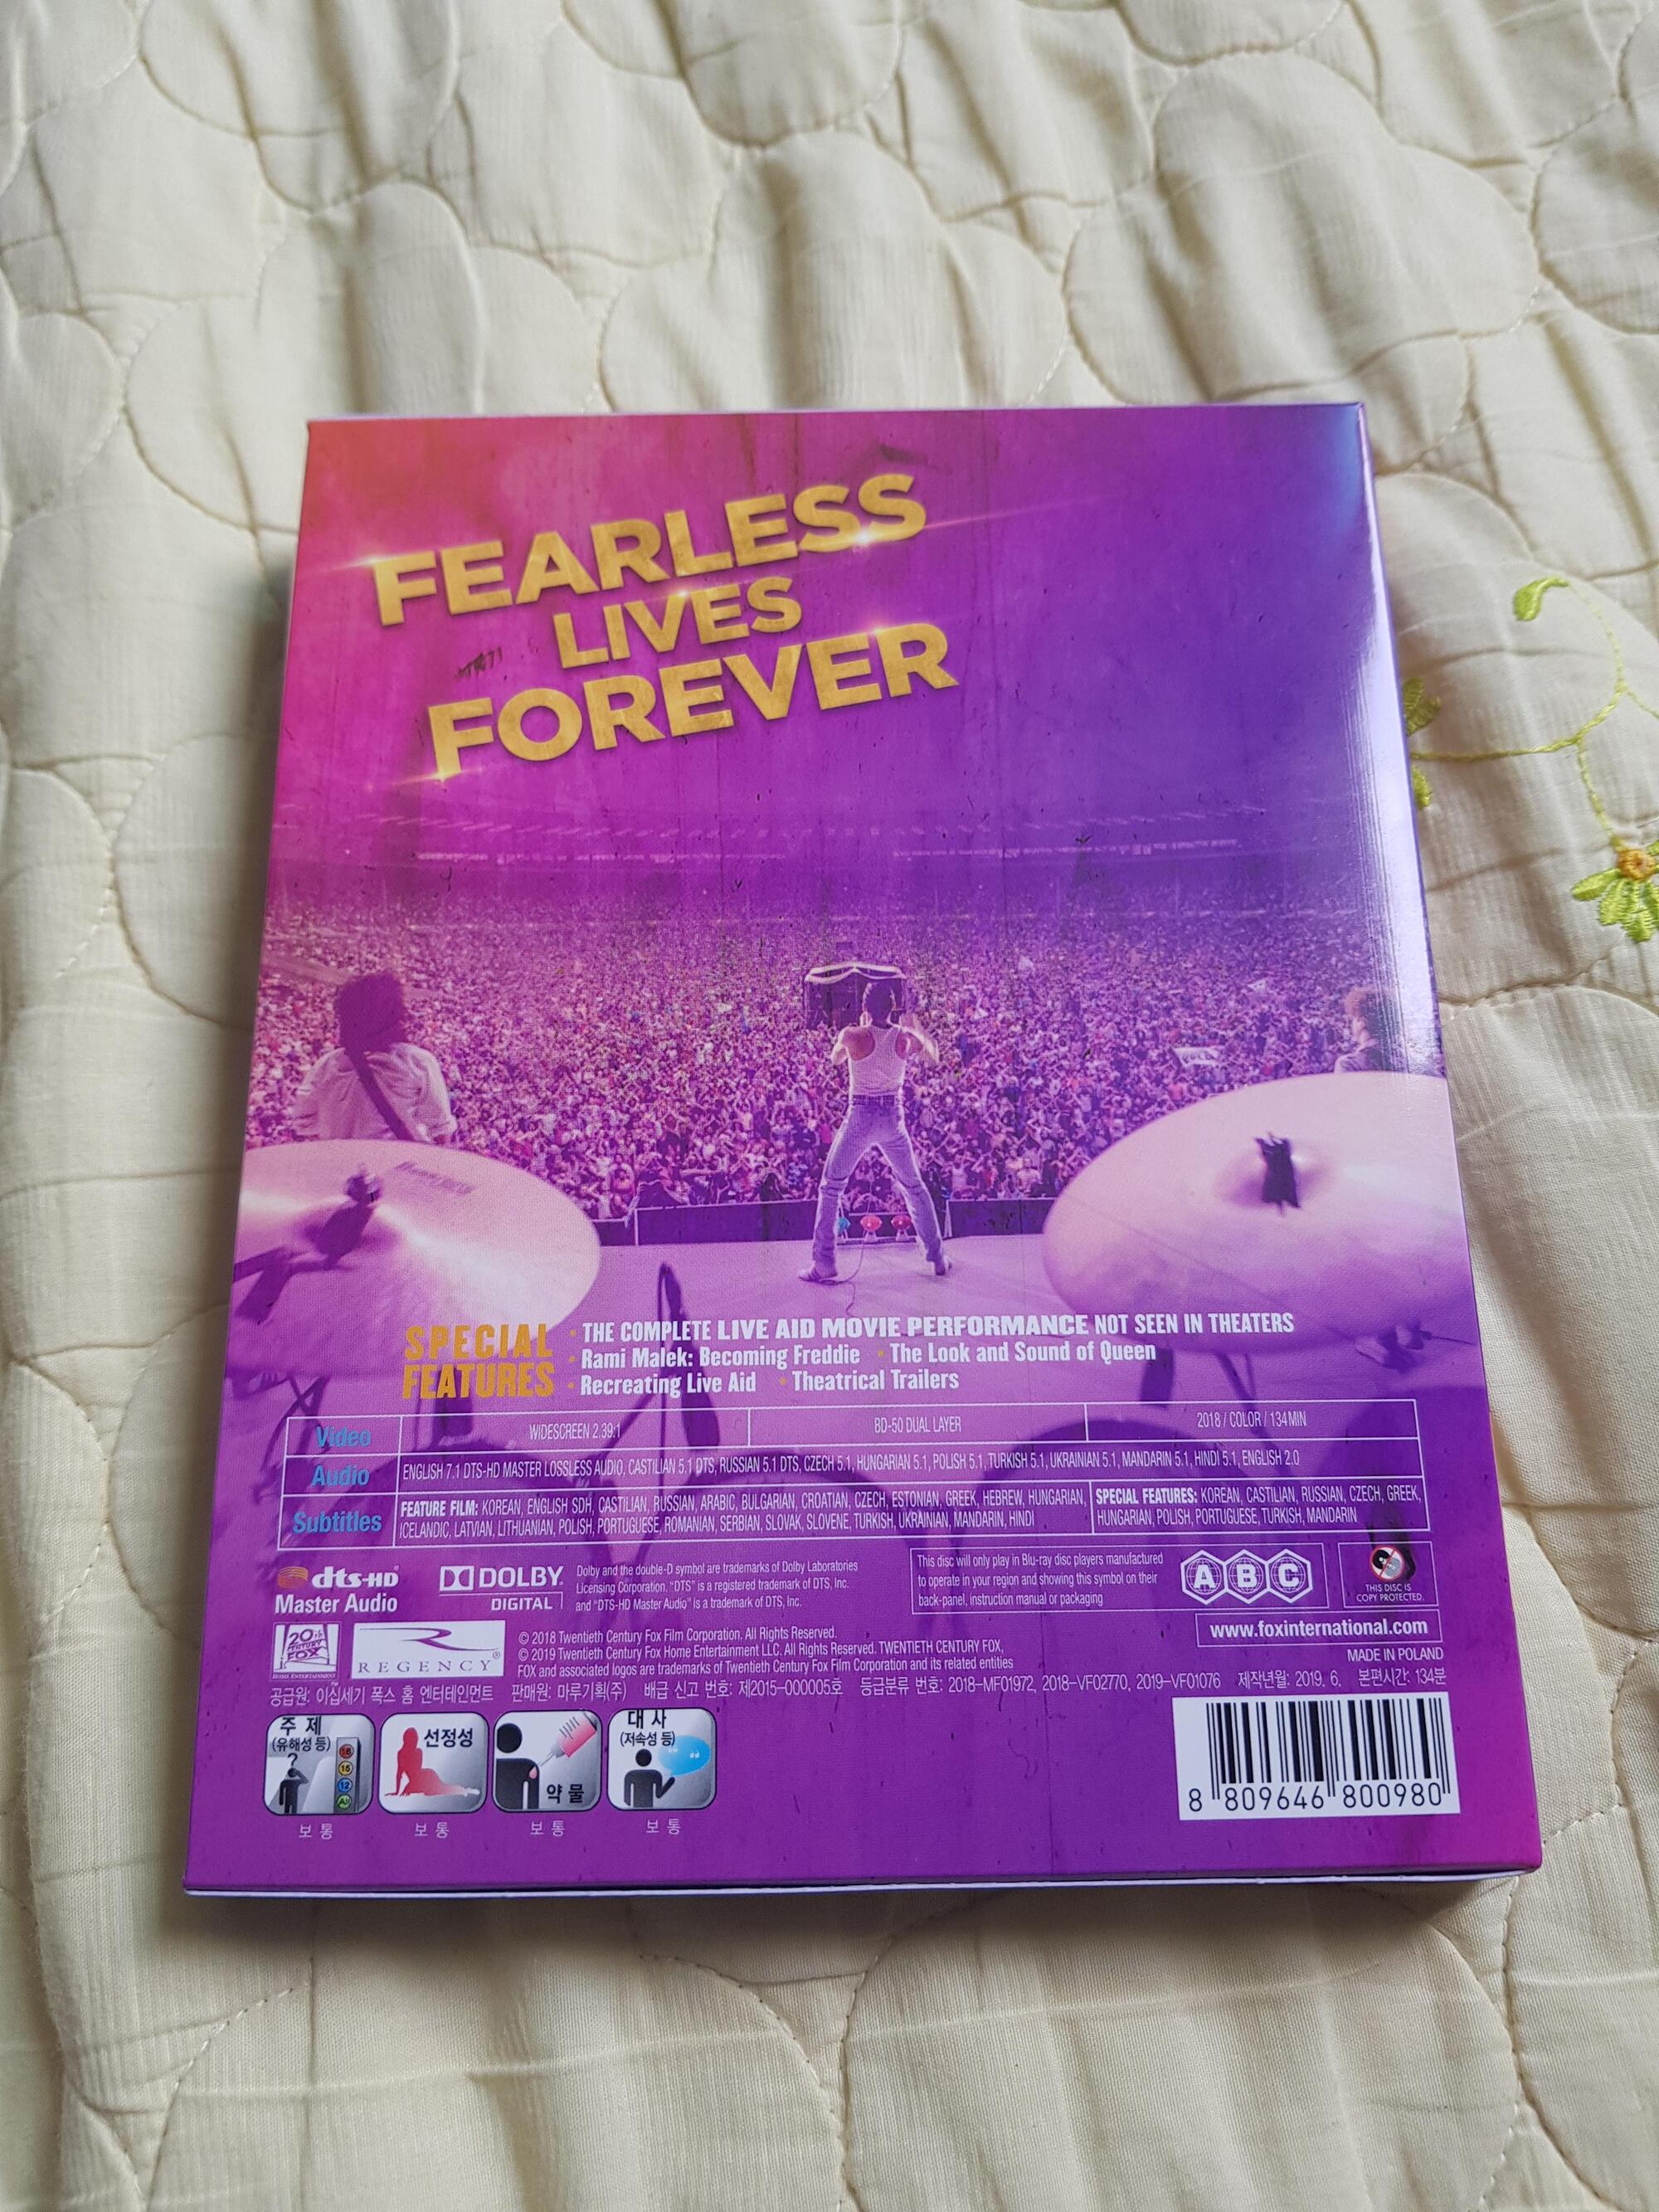 FEARLESS
LIVES
FOREVER
SPECIAL
FEATURES
· THE COMPLETE LIVE AID MOVIE PERFORMANCE NOT SEEN IN THEATERS
· Rami Malek: Becoming Freddie · The Look and Sound of Queen
· Recreating Live Aid · Theatrical Trailers
Video WIDESCREEN 2.39:1 BD-50 DUAL LAYER 2018 / COLOR / 134MIN
Audio ENGLISH 7.1 DTS-HD MASTER LOSSLESS AUDIO, CASTILIAN 5.1 DTS, RUSSIAN 5.1 DTS, CZECH 5.1, HUNGARIAN 5.1, POLISH 5.1, TURKISH 5.1, UKRAINIAN 5.1, MANDARIN 5.1, HINDI 5.1, ENGLISH 2.0
Subtitles
FEATURE FILM: KOREAN, ENGLISH SDH, CASTILIAN, RUSSIAN, ARABIC, BULGARIAN, CROATIAN, CZECH, ESTONIAN, GREEK, HEBREW, HUNGARIAN,
ICELANDIC, LATVIAN, LITHUANIAN, POLISH, PORTUGUESE, ROMANIAN, SERBIAN, SLOVAK, SLOVENE, TURKISH, UKRAINIAN, MANDARIN, HINDI
SPECIAL FEATURES: KOREAN, CASTILIAN, RUSSIAN, CZECH, GREEK,
HUNGARIAN, POLISH, PORTUGUESE, TURKISH, MANDARIN
dts-HD
Master Audio
DOLBY
DIGITAL
Dolby and the double-D symbol are trademarks of Dolby Laboratories
Licensing Corporation. "DTS" is a registered trademark of DTS, Inc.
and "DTS-HD Master Audio" is a trademark of DTS, Inc.
This disc will only play in Blu-ray disc players manufactured
to operate in your region and showing this symbol on their
back-panel, instruction manual or packaging
A B C
THIS DISC IS
COPY PROTECTED.
www.foxinternational.com
20th
CENTURY
FOX
HOME ENTERTAINMENT
REGENCY®
© 2018 Twentieth Century Fox Film Corporation. All Rights Reserved.
© 2019 Twentieth Century Fox Home Entertainment LLC. All Rights Reserved. TWENTIETH CENTURY FOX,
FOX and associated logos are trademarks of Twentieth Century Fox Film Corporation and its related entities
MADE IN POLAND
공급원: 이십세기 폭스 홈 엔터테인먼트 판매원: 마루기획(주) 배급 신고 번호: 제2015-000005호 등급분류 번호: 2018-MF01972, 2018-VF02770, 2019-VF01076 제작년월: 2019. 6. 본편시간: 134분
주 제
(유해성 등)
?
18
15
12
ALL
보 통
선정성
보 통
약 물
보 통
대 사
(저속성 등)
보 통
8 809646 800980